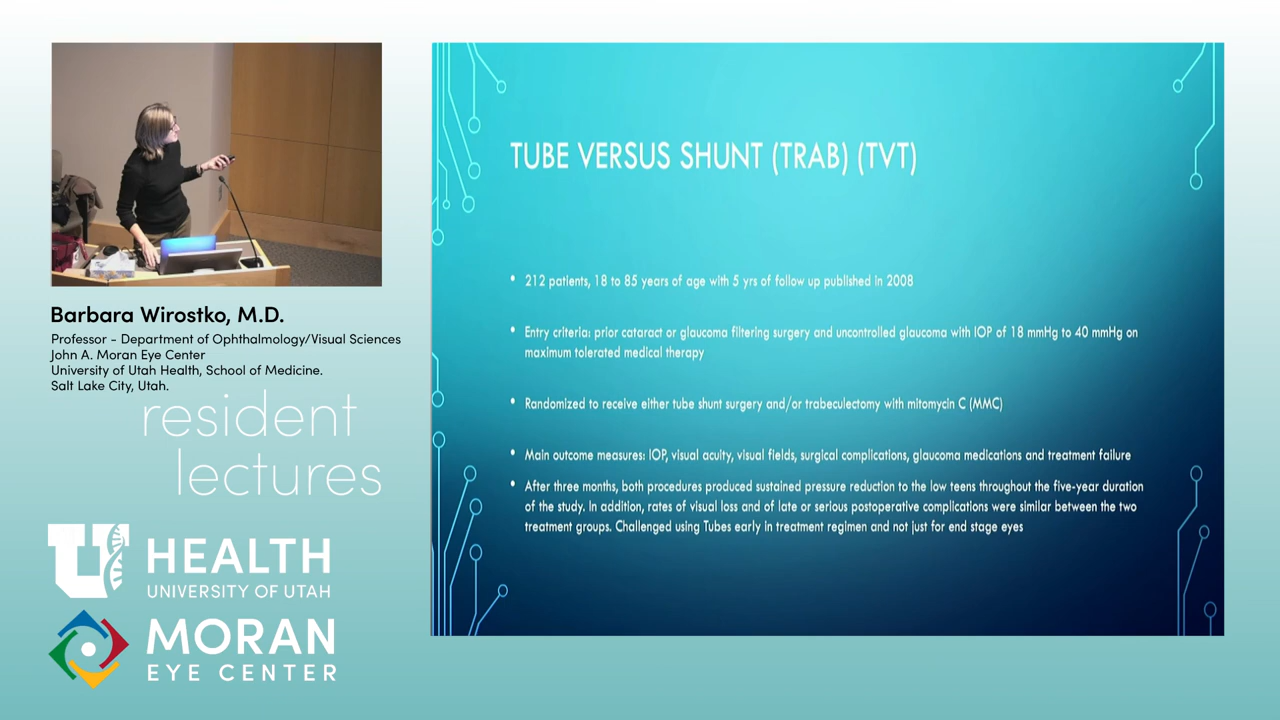 TUBE VERSUS SHUNT (TRAB) (TVT)
• 212 patients, 18 to 85 years of age with 5 yrs of follow up published in 2008
• Entry criteria: prior cataract or glaucoma filtering surgery and uncontrolled glaucoma with IOP of 18 mmHg to 40 mmHg on
maximum tolerated medical therapy
• Randomized to receive either tube shunt surgery and/or trabeculectomy with mitomycin C (MMC)
• Main outcome measures: IOP, visual acuity, visual fields, surgical complications, glaucoma medications and treatment failure
• After three months, both procedures produced sustained pressure reduction to the low teens throughout the five-year duration
of the study. In addition, rates of visual loss and of late or serious postoperative complications were similar between the two
treatment groups. Challenged using Tubes early in treatment regimen and not just for end stage eyes
Barbara Wirostko, M.D.
Professor - Department of Ophthalmology/Visual Sciences
John A. Moran Eye Center
University of Utah Health, School of Medicine.
Salt Lake City, Utah.
resident
lectures
U HEALTH
UNIVERSITY OF UTAH
MORAN
EYE CENTER